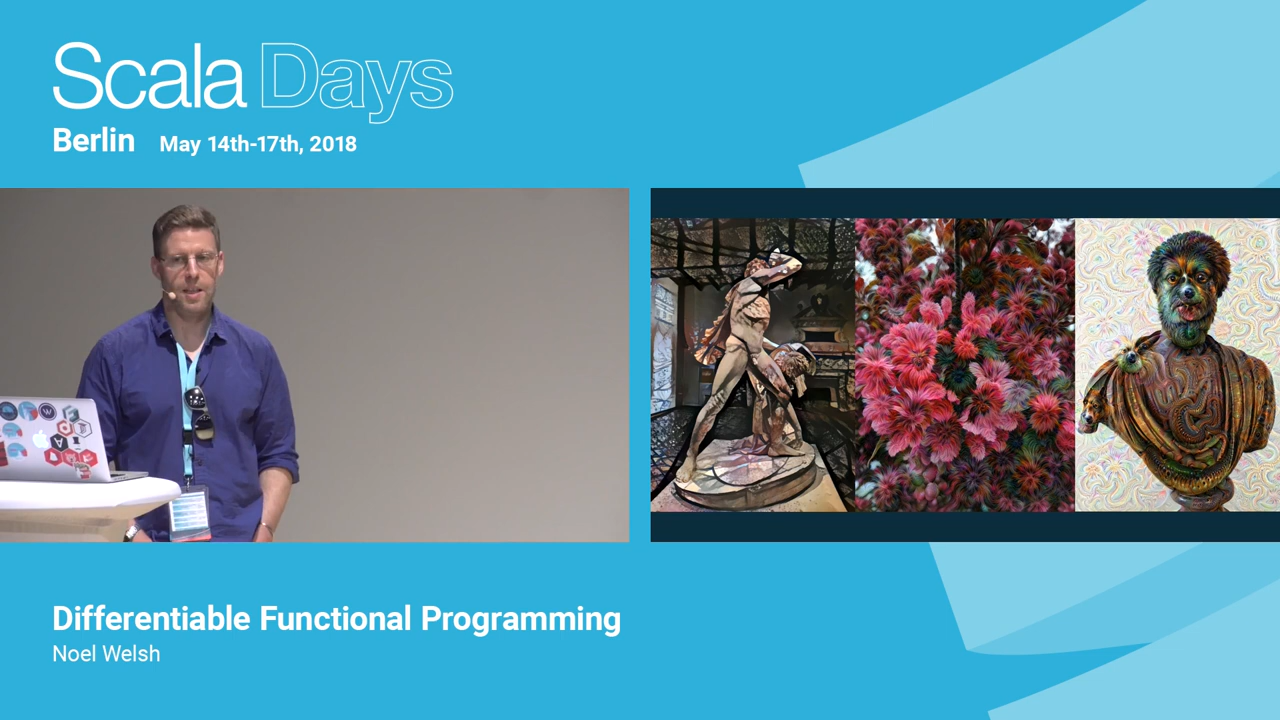 Scala Days
Berlin May 14th-17th, 2018
Differentiable Functional Programming
Noel Welsh